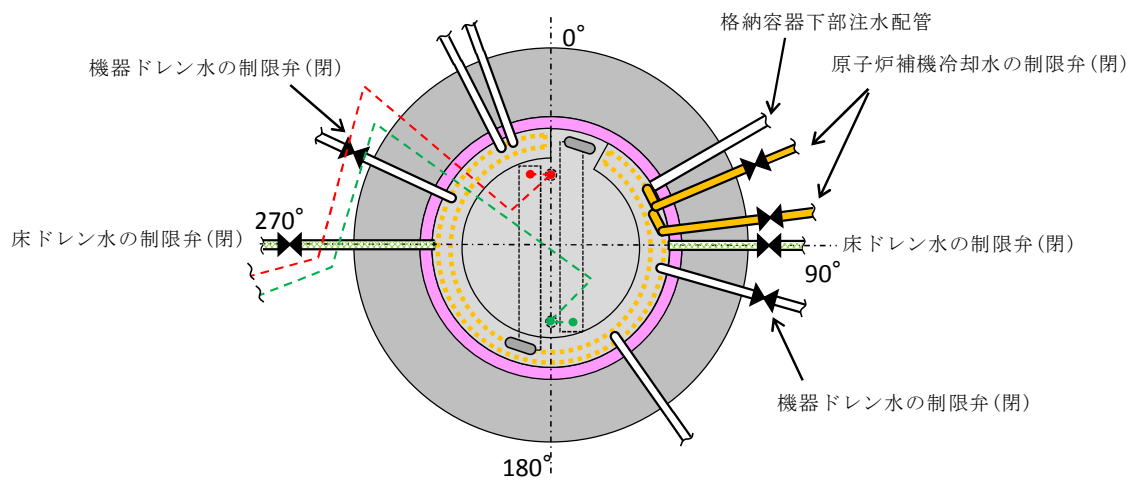 格納容器下部注水配管
0°
原子炉補機冷却水の制限弁(閉)
機器ドレン水の制限弁(閉)
270°
床ドレン水の制限弁(閉)
床ドレン水の制限弁(閉)
90°
機器ドレン水の制限弁(閉)
180°